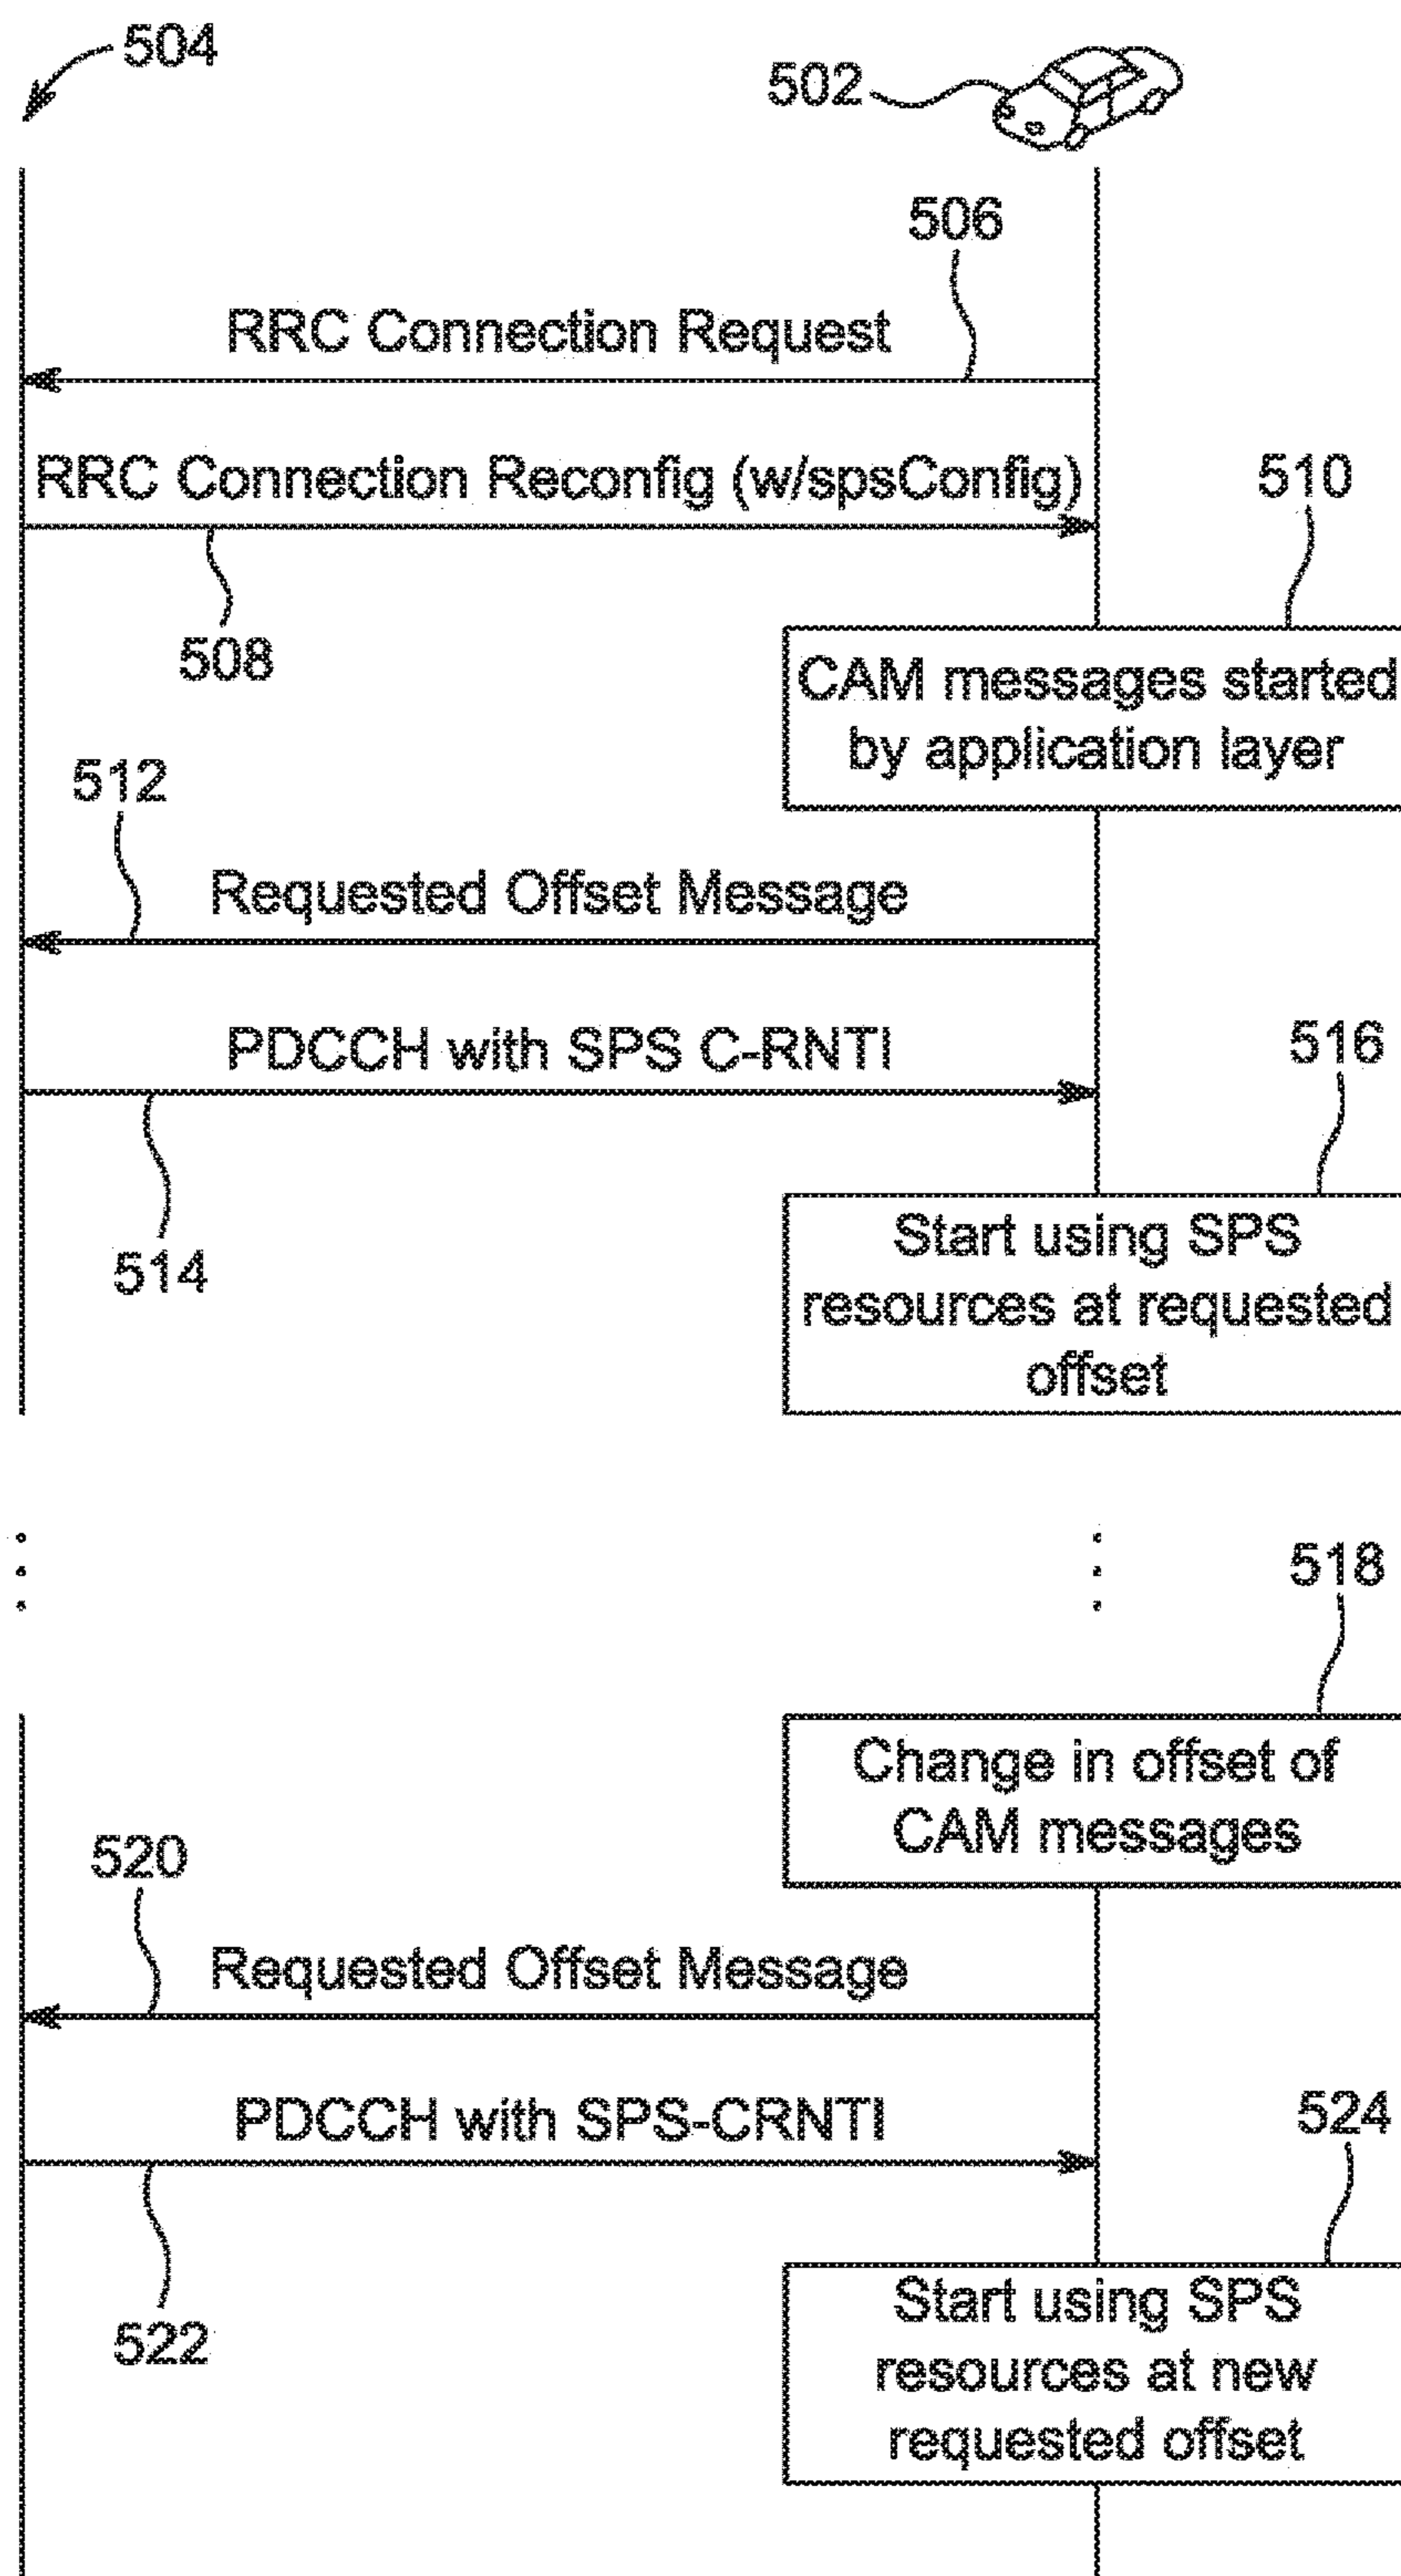 504
502
506
RRC Connection Request
RRC Connection Reconfig (w/spsConfig)
510
508
CAM messages started
by application layer
512
Requested Offset Message
PDCCH with SPS C-RNTI
516
514
Start using SPS
resources at requested
offset
518
Change in offset of
CAM messages
520
Requested Offset Message
PDCCH with SPS-CRNTI
524
522
Start using SPS
resources at new
requested offset